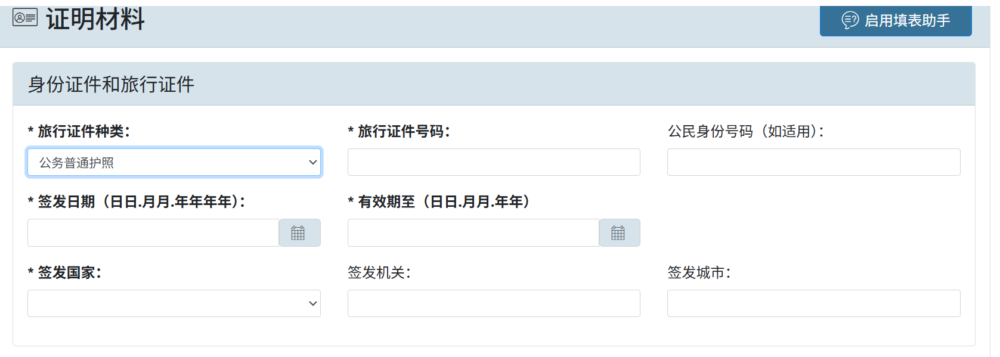 证明材料
启用填表助手
身份证件和旅行证件
* 旅行证件种类：
* 旅行证件号码：
公民身份号码（如适用）：
公务普通护照
* 签发日期（日日.月月.年年年年）：
* 有效期至（日日.月月.年年）
* 签发国家：
签发机关：
签发城市：